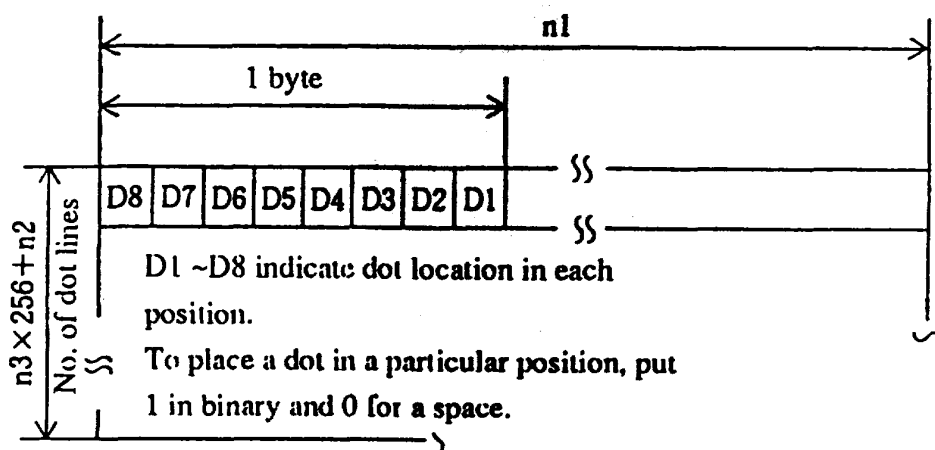 n1
1 byte
D8 D7 D6 D5 D4 D3 D2 D1
n3×256+n2
No. of dot lines
D1 ~D8 indicate dot location in each
position.
To place a dot in a particular position, put
1 in binary and 0 for a space.